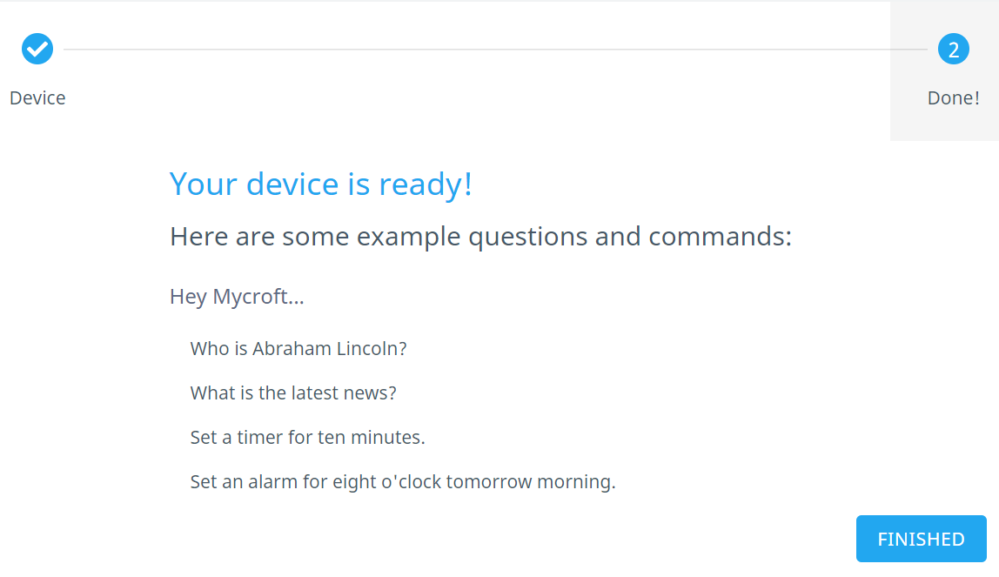 2
Device
Done!
Your device is ready!
Here are some example questions and commands:
Hey Mycroft...
Who is Abraham Lincoln?
What is the latest news?
Set a timer for ten minutes.
Set an alarm for eight o'clock tomorrow morning.
FINISHED